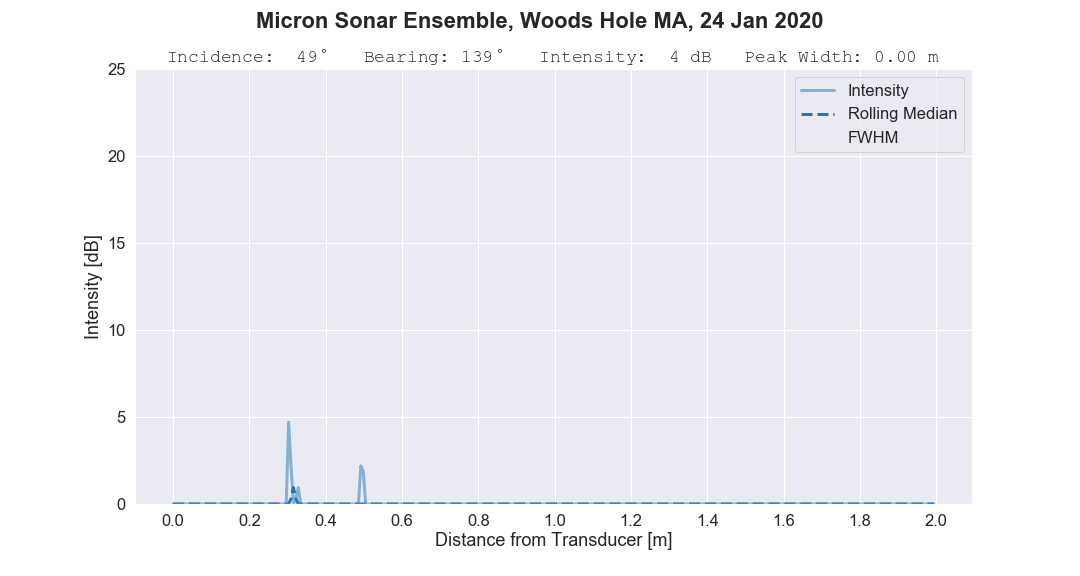 Micron Sonar Ensemble, Woods Hole MA, 24 Jan 2020
Incidence:  49°   Bearing: 139°   Intensity:  4 dB   Peak Width: 0.00 m
25
20
15
10
5
0
Intensity [dB]
Intensity
Rolling Median
FWHM
0.0 0.2 0.4 0.6 0.8 1.0 1.2 1.4 1.6 1.8 2.0
Distance from Transducer [m]